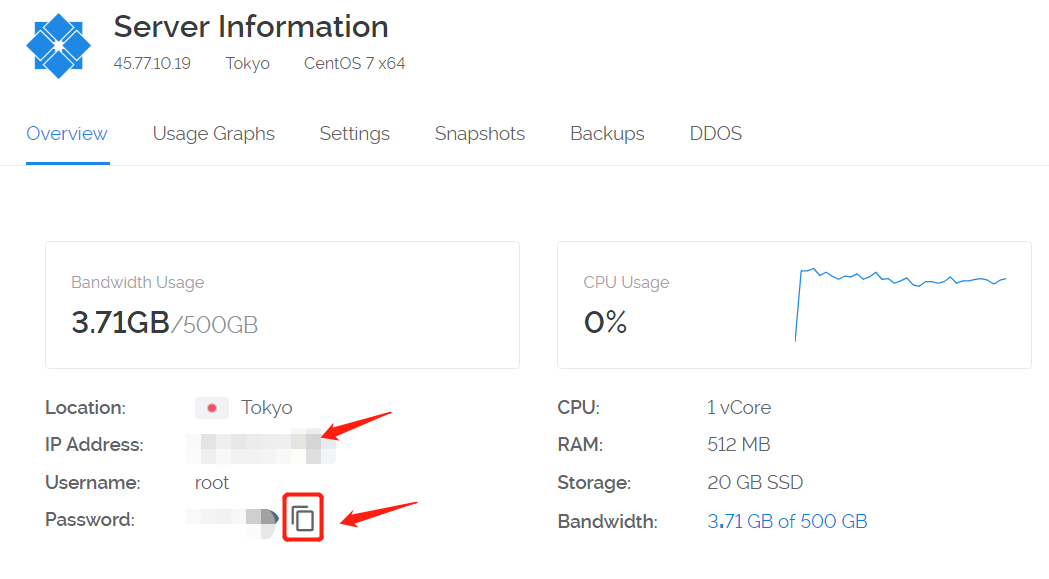 Server Information
45.77.10.19 Tokyo CentOS 7 x64
Overview Usage Graphs Settings Snapshots Backups DDOS
Bandwidth Usage
3.71GB/500GB
CPU Usage
0%
Location: Tokyo
IP Address:
Username: root
Password:
CPU: 1 vCore
RAM: 512 MB
Storage: 20 GB SSD
Bandwidth: 3.71 GB of 500 GB